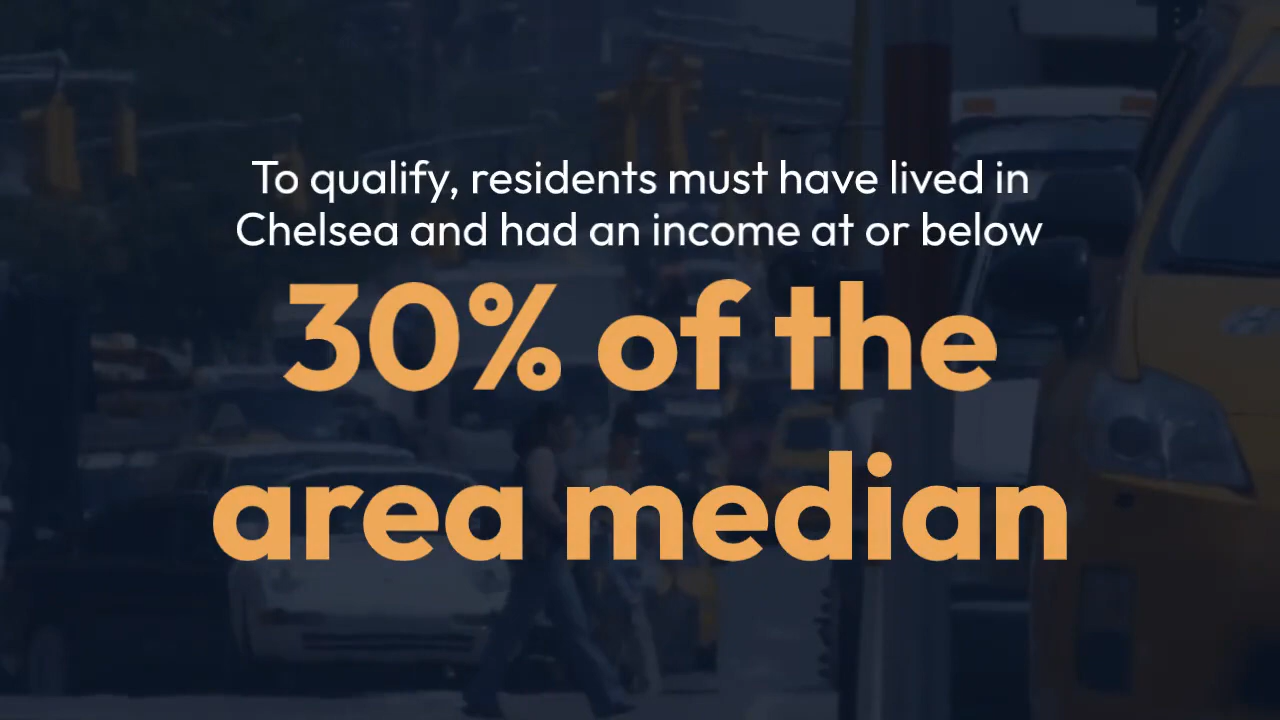 To qualify, residents must have lived in
Chelsea and had an income at or below
30% of the
area median